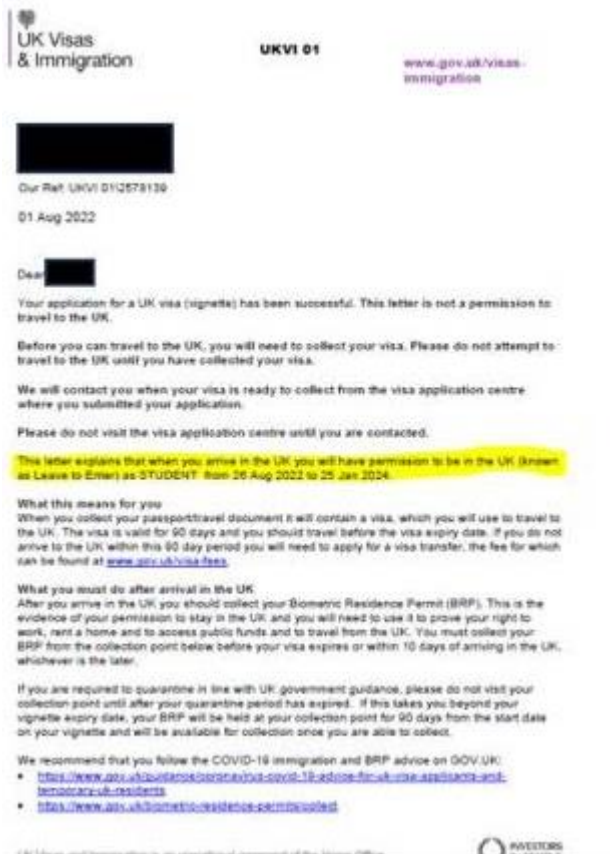 UK Visas
& Immigration
UKVI 01
www.gov.uk/visas-
immigration
Our Ref: UKVI 01\2578139
01 Aug 2022
Dear
Your application for a UK visa (vignette) has been successful. This letter is not a permission to
travel to the UK.
Before you can travel to the UK, you will need to collect your visa. Please do not attempt to
travel to the UK until you have collected your visa.
We will contact you when your visa is ready to collect from the visa application centre
where you submitted your application.
Please do not visit the visa application centre until you are contacted.
This letter explains that when you arrive in the UK you will have permission to be in the UK (known
as Leave to Enter) as STUDENT from 26 Aug 2022 to 25 Jan 2024.
What this means for you
When you collect your passport/travel document it will contain a visa, which you will use to travel to
the UK. The visa is valid for 90 days and you should travel before the visa expiry date. If you do not
arrive to the UK within this 90 day period you will need to apply for a visa transfer, the fee for which
can be found at www.gov.uk/visa-fees.
What you must do after arrival in the UK
After you arrive in the UK you should collect your Biometric Residence Permit (BRP). This is the
evidence of your permission to stay in the UK and you will need to use it to prove your right to
work, rent a home and to access public funds and to travel from the UK. You must collect your
BRP from the collection point below before your visa expires or within 10 days of arriving in the UK,
whichever is the later.
If you are required to quarantine in line with UK government guidance, please do not visit your
collection point until after your quarantine period has expired. If this takes you beyond your
vignette expiry date, your BRP will be held at your collection point for 90 days from the start date
on your vignette and will be available for collection once you are able to collect.
We recommend that you follow the COVID-19 immigration and BRP advice on GOV.UK:
• https://www.gov.uk/guidance/coronavirus-covid-19-advice-for-uk-visa-applicants-and-
temporary-uk-residents
• https://www.gov.uk/biometric-residence-permits/collect
INVESTORS